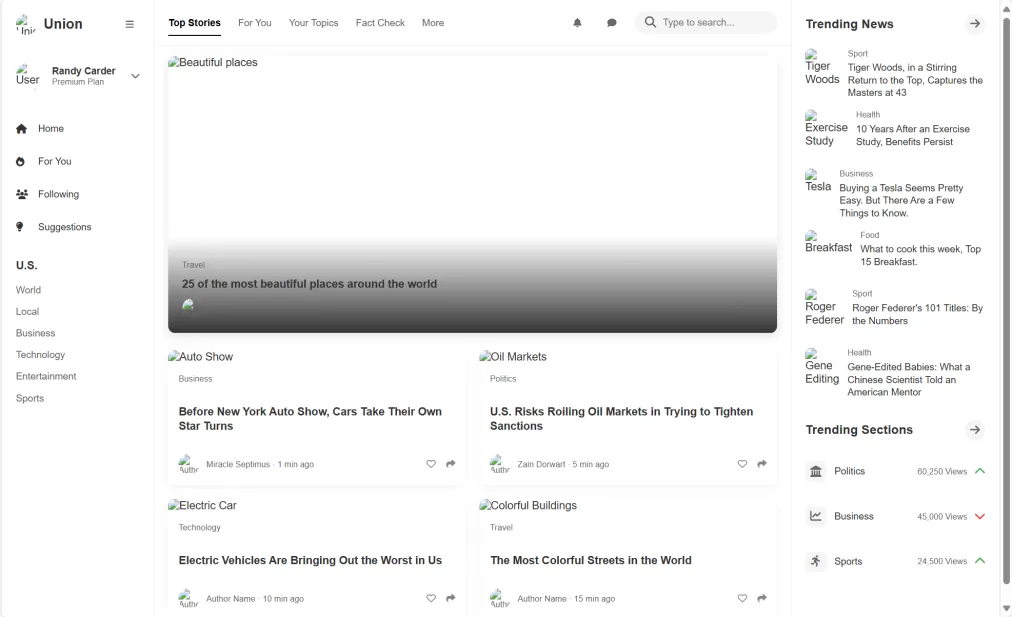 Union
Randy Carder
Premium Plan
Home
For You
Following
Suggestions
U.S.
World
Local
Business
Technology
Entertainment
Sports
Top Stories For You Your Topics Fact Check More
Type to search...
Beautiful places
Travel
25 of the most beautiful places around the world
Auto Show
Business
Before New York Auto Show, Cars Take Their Own
Star Turns
Miracle Septimus · 1 min ago
Oil Markets
Politics
U.S. Risks Roiling Oil Markets in Trying to Tighten
Sanctions
Zain Dorwart · 5 min ago
Electric Car
Technology
Electric Vehicles Are Bringing Out the Worst in Us
Author Name · 10 min ago
Colorful Buildings
Travel
The Most Colorful Streets in the World
Author Name · 15 min ago
Trending News
Tiger
Woods
Sport
Tiger Woods, in a Stirring
Return to the Top, Captures the
Masters at 43
Exercise
Study
Health
10 Years After an Exercise
Study, Benefits Persist
Tesla
Business
Buying a Tesla Seems Pretty
Easy. But There Are a Few
Things to Know.
Breakfast
Food
What to cook this week, Top
15 Breakfast.
Roger
Federer
Sport
Roger Federer's 101 Titles: By
the Numbers
Gene
Editing
Health
Gene-Edited Babies: What a
Chinese Scientist Told an
American Mentor
Trending Sections
Politics 60,250 Views
Business 45,000 Views
Sports 24,500 Views